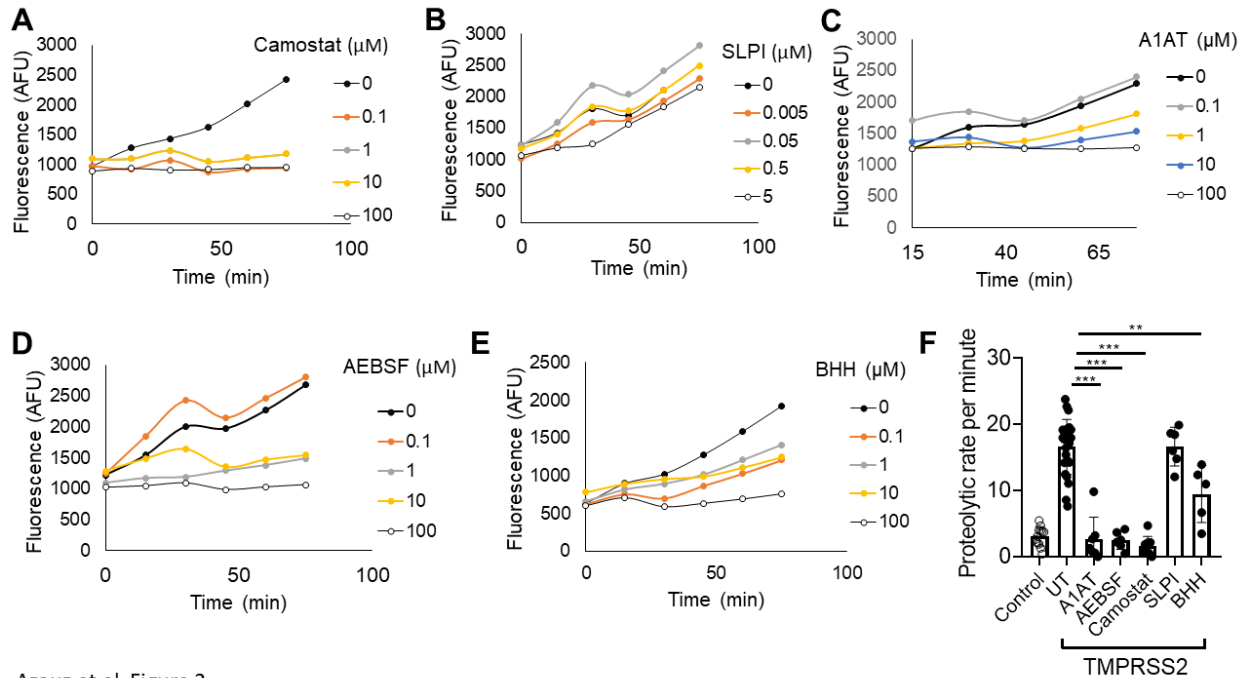 A
Camostat (μM)
Fluorescence (AFU)
3000
2500
2000
1500
1000
500
0
0
50
100
Time (min)
0
0.1
1
10
100
B
SLPI (μM)
Fluorescence (AFU)
3000
2500
2000
1500
1000
500
0
0
50
100
Time (min)
0
0.005
0.05
0.5
5
C
A1AT (μM)
Fluorescence (AFU)
3000
2500
2000
1500
1000
500
0
15
40
65
Time (min)
0
0.1
1
10
100
D
AEBSF (μM)
Fluorescence (AFU)
3000
2500
2000
1500
1000
500
0
0
50
100
Time (min)
0
0.1
1
10
100
E
BHH (μM)
Fluorescence (AFU)
2500
2000
1500
1000
500
0
0
50
100
Time (min)
0
0.1
1
10
100
F
Proteolytic rate per minute
30
20
10
0
**
***
***
***
Control
UT
A1AT
AEBSF
Camostat
SLPI
BHH
TMPRSS2